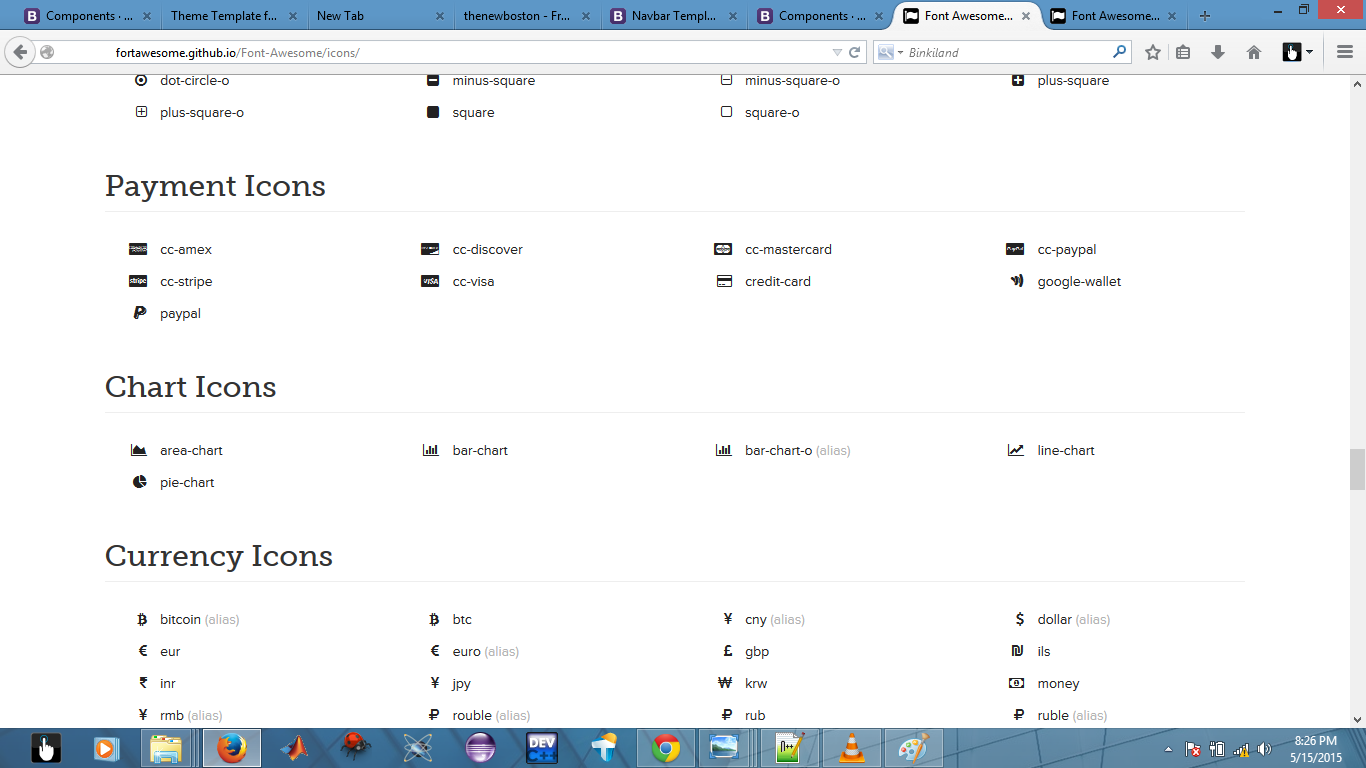 Components · ... Theme Template f... New Tab thenewboston - Fr... Navbar Templ... Components · ... Font Awesome... Font Awesome...
fortawesome.github.io/Font-Awesome/icons/ Binkiland
dot-circle-o minus-square minus-square-o plus-square
plus-square-o square square-o
Payment Icons
cc-amex cc-discover cc-mastercard cc-paypal
stripe cc-stripe VISA cc-visa credit-card google-wallet
paypal
Chart Icons
area-chart bar-chart bar-chart-o (alias) line-chart
pie-chart
Currency Icons
bitcoin (alias) btc ¥ cny (alias) $ dollar (alias)
€ eur € euro (alias) £ gbp ₪ ils
₹ inr ¥ jpy ₩ krw money
¥ rmb (alias) ₽ rouble (alias) ₽ rub ₽ ruble (alias)
DEV C++ 8:26 PM
5/15/2015